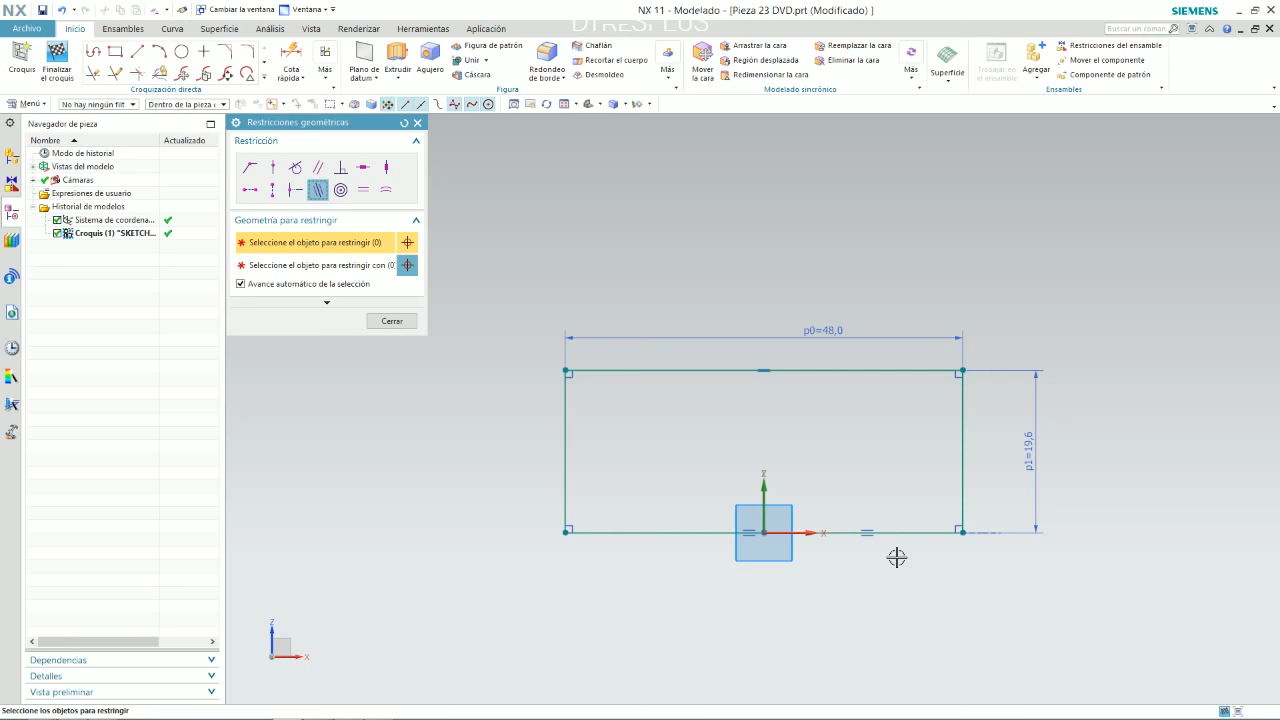 NX
Cambiar la ventana
Ventana
DTRESPLUS
NX 11 - Modelado - [Pieza 23 DVD.prt (Modificado) ]
SIEMENS
Archivo
Inicio
Ensambles
Curva
Superficie
Análisis
Vista
Renderizar
Herramientas
Aplicación
Buscar un coman
Croquis
Finalizar el croquis
Cota rápida
Más
Croquización directa
Plano de datum
Extrudir
Agujero
Figura de patrón
Unir
Cáscara
Redondeo de borde
Chaflán
Recortar el cuerpo
Desmoldeo
Más
Figura
Mover la cara
Arrastrar la cara
Región desplazada
Redimensionar la cara
Reemplazar la cara
Eliminar la cara
Más
Modelado sincrónico
Superficie
Trabajar en el ensamble
Agregar
Restricciones del ensamble
Mover el componente
Componente de patrón
Ensambles
Menú
No hay ningún filt
Dentro de la pieza d
Navegador de pieza
Nombre
Actualizado
Modo de historial
Vistas del modelo
Cámaras
Expresiones de usuario
Historial de modelos
Sistema de coordena...
Croquis (1) "SKETCH...
Dependencias
Detalles
Vista preliminar
Restricciones geométricas
Restricción
Geometría para restringir
Seleccione el objeto para restringir (0)
Seleccione el objeto para restringir con (0
Avance automático de la selección
Cerrar
p0=48,0
p1=19,6
Z
X
Z
X
Seleccione los objetos para restringir